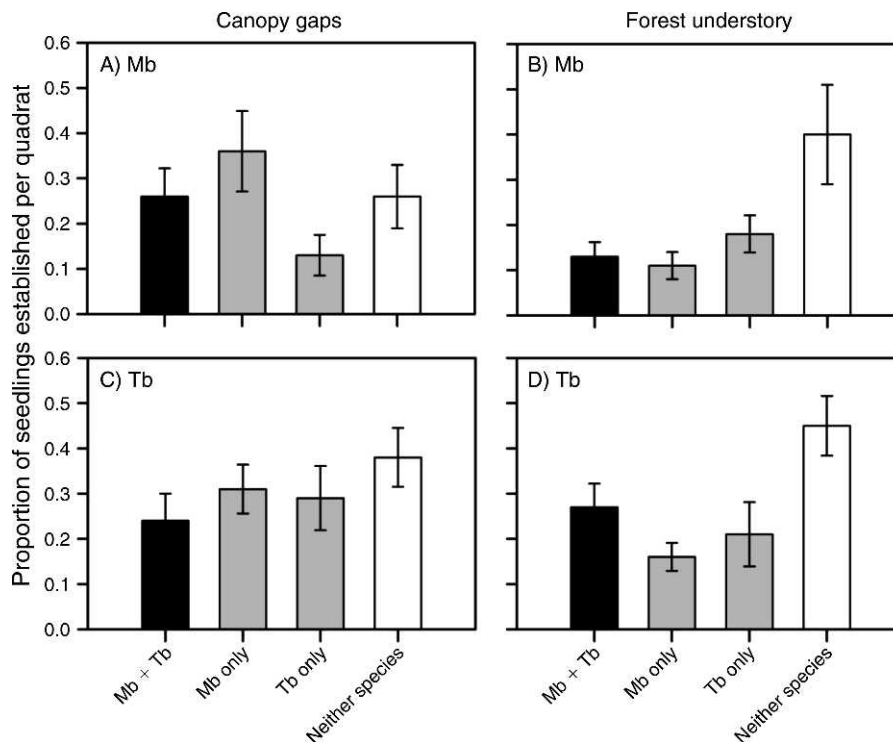 Canopy gaps
Forest understory
Proportion of seedlings established per quadrat
A) Mb
B) Mb
0.6
0.5
0.4
0.3
0.2
0.1
0.0
C) Tb
D) Tb
0.6
0.5
0.4
0.3
0.2
0.1
0.0
Mb + Tb
Mb only
Tb only
Neither species
Mb + Tb
Mb only
Tb only
Neither species